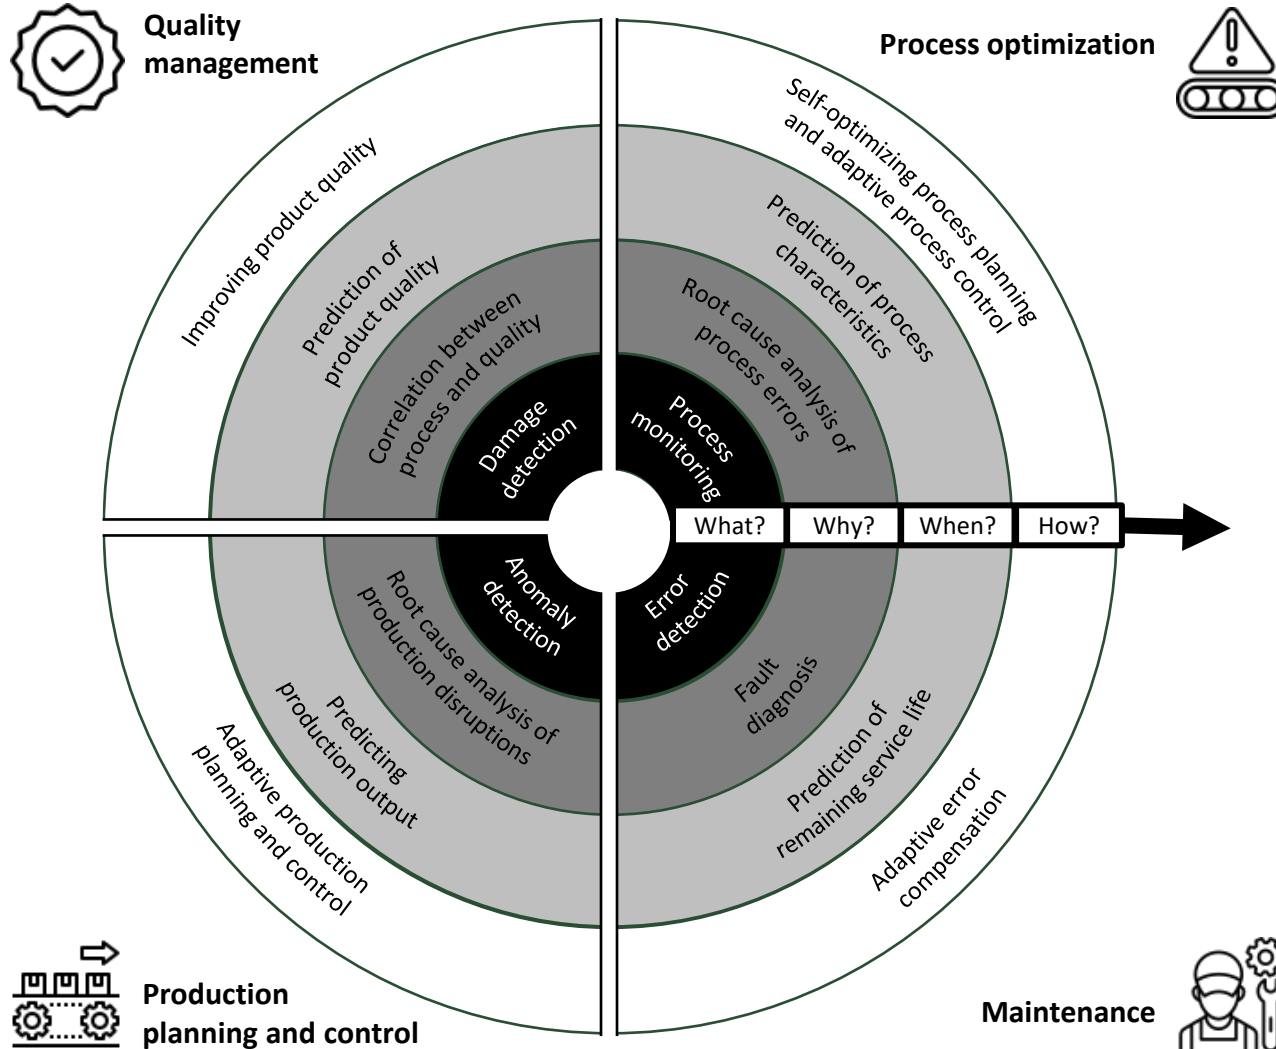 Quality
management
Process optimization
Improving product quality
Prediction of
product quality
Correlation between
process and quality
Damage
detection
Self-optimizing process planning
and adaptive process control
Prediction of process
characteristics
Root cause analysis of
process errors
Process
monitoring
What?
Why?
When?
How?
Anomaly
detection
Root cause analysis of
production disruptions
Predicting
production output
Adaptive production
planning and control
Error
detection
Fault
diagnosis
Prediction of
remaining service life
Adaptive error
compensation
Production
planning and control
Maintenance